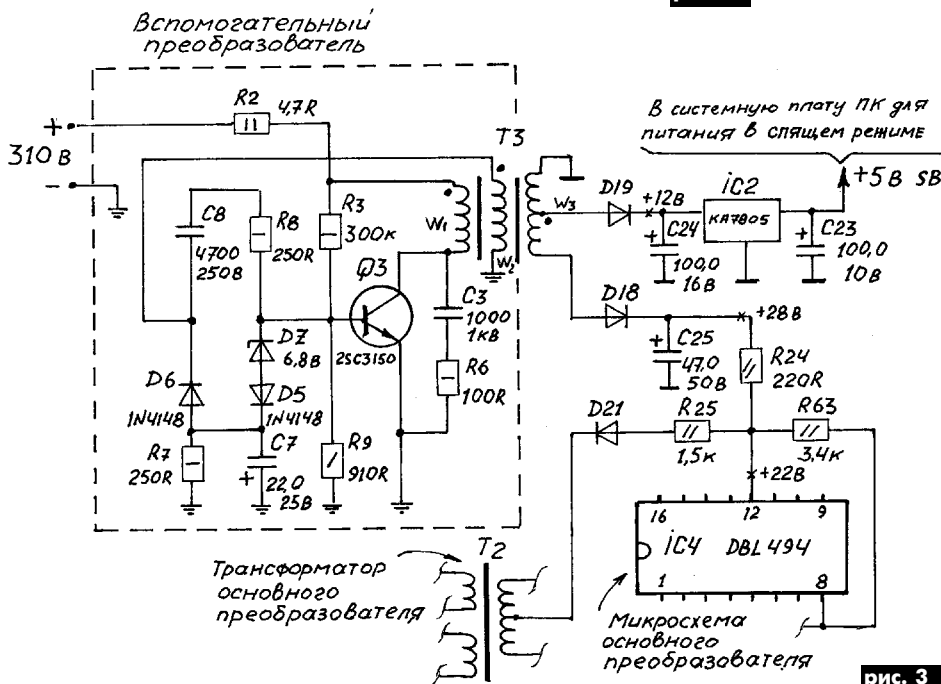 Вспомогательный
преобразователь
R2
4,7R
В системную плату ПК для
питания в спящем режиме
+
310 В
-
T3
+5В SB
C8
4700
250В
R8
250R
R3
300к
W1
W2
W3
D19
+12В
iC2
KA7805
+
C24
100,0
16В
+
C23
100,0
10В
Q3
2SC3150
C3
1000
1кВ
D18
+28В
DZ
6,8В
R6
100R
+
C25
47,0
50В
R24
220R
D6
1N4148
D5
1N4148
D21
R25
1,5к
R63
3,4к
R7
250R
C7
+
22,0
25В
R9
910R
+22В
16
12
9
iC4
DBL494
1
8
T2
Трансформатор
основного
преобразователя
Микросхема
основного
преобразователя
рис. 3